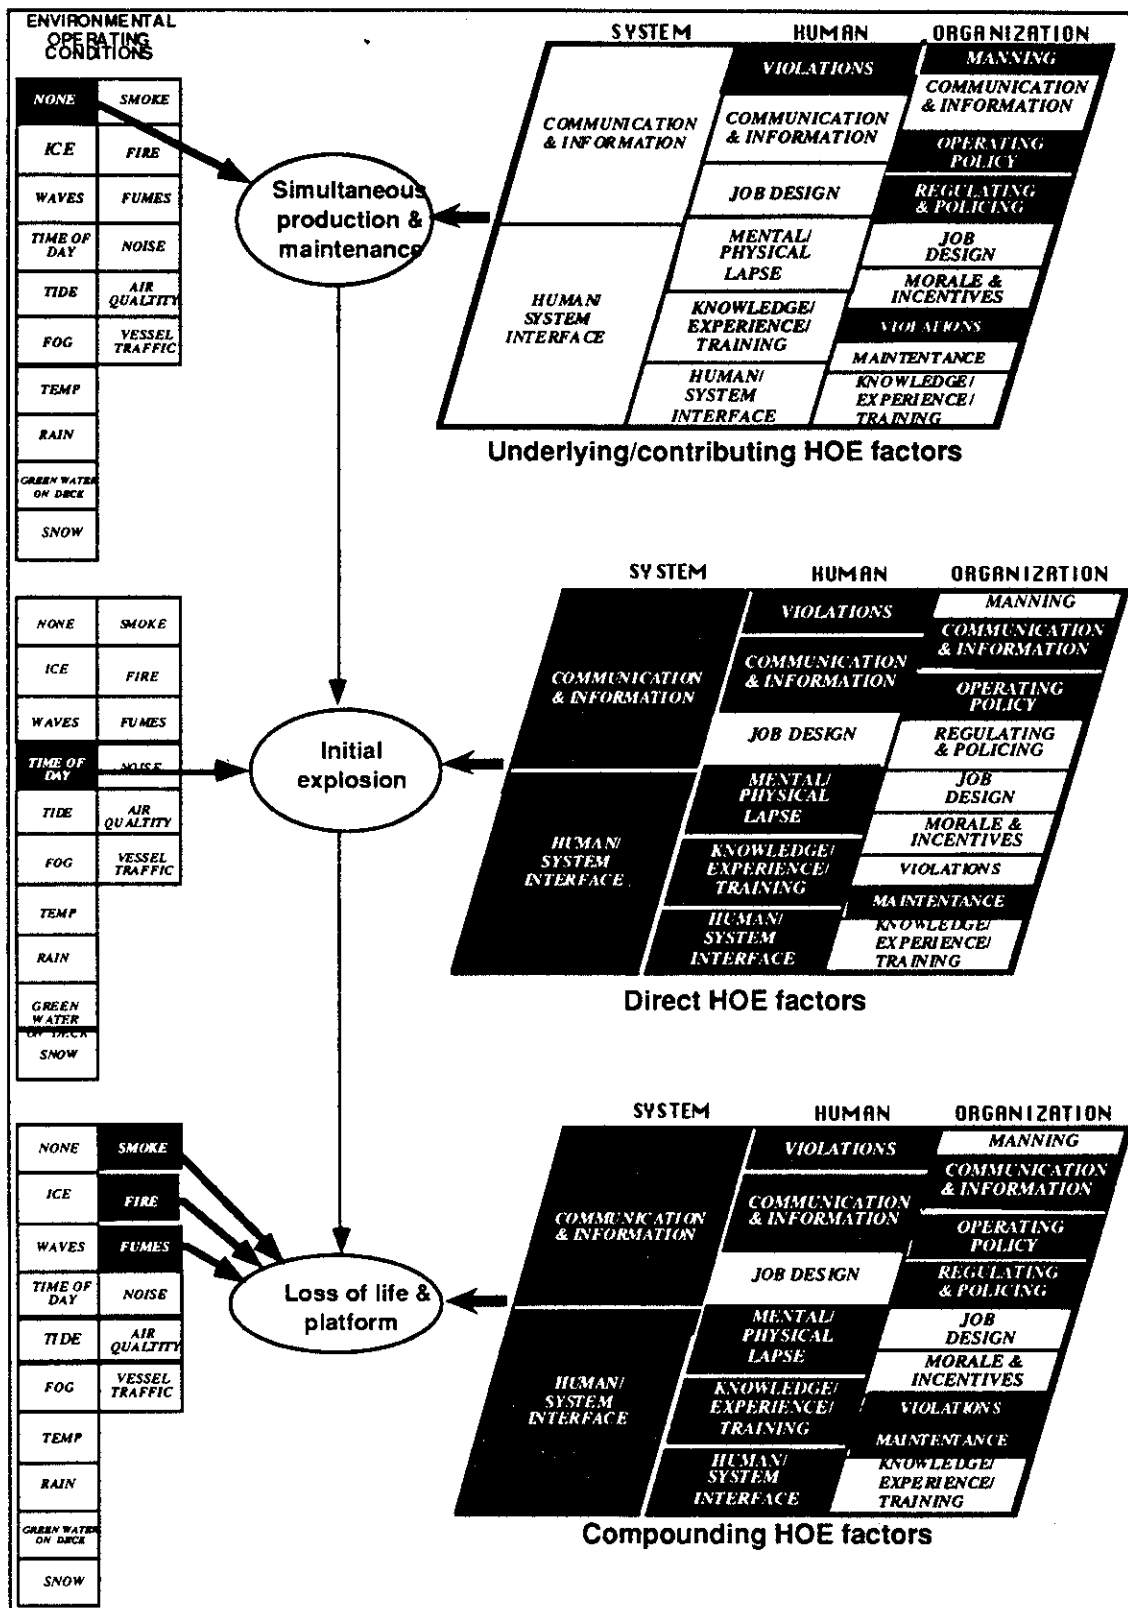 ENVIRONMENTAL
OPERATING
CONDITIONS
NONE
SMOKE
ICE
FIRE
WAVES
FUMES
TIME OF
DAY
NOISE
TIDE
AIR
QUALTITY
FOG
VESSEL
TRAFFIC
TEMP
RAIN
GREEN WATER
ON DECK
SNOW
Simultaneous
production &
maintenance
SYSTEM
HUMAN
ORGANIZATION
COMMUNICATION
& INFORMATION
HUMAN/
SYSTEM
INTERFACE
VIOLATIONS
COMMUNICATION
& INFORMATION
JOB DESIGN
MENTAL/
PHYSICAL
LAPSE
KNOWLEDGE/
EXPERIENCE/
TRAINING
HUMAN/
SYSTEM
INTERFACE
MANNING
COMMUNICATION
& INFORMATION
OPERATING
POLICY
REGULATING
& POLICING
JOB
DESIGN
MORALE &
INCENTIVES
VIOLATIONS
MAINTENTANCE
KNOWLEDGE/
EXPERIENCE/
TRAINING
Underlying/contributing HOE factors
NONE
SMOKE
ICE
FIRE
WAVES
FUMES
TIME OF
DAY
NOISE
TIDE
AIR
QUALTITY
FOG
VESSEL
TRAFFIC
TEMP
RAIN
GREEN
WATER
ON DECK
SNOW
Initial
explosion
SYSTEM
HUMAN
ORGANIZATION
COMMUNICATION
& INFORMATION
HUMAN/
SYSTEM
INTERFACE
VIOLATIONS
COMMUNICATION
& INFORMATION
JOB DESIGN
MENTAL/
PHYSICAL
LAPSE
KNOWLEDGE/
EXPERIENCE/
TRAINING
HUMAN/
SYSTEM
INTERFACE
MANNING
COMMUNICATION
& INFORMATION
OPERATING
POLICY
REGULATING
& POLICING
JOB
DESIGN
MORALE &
INCENTIVES
VIOLATIONS
MAINTENTANCE
KNOWLEDGE/
EXPERIENCE/
TRAINING
Direct HOE factors
NONE
SMOKE
ICE
FIRE
WAVES
FUMES
TIME OF
DAY
NOISE
TIDE
AIR
QUALTITY
FOG
VESSEL
TRAFFIC
TEMP
RAIN
GREEN WATER
ON DECK
SNOW
Loss of life &
platform
SYSTEM
HUMAN
ORGANIZATION
COMMUNICATION
& INFORMATION
HUMAN/
SYSTEM
INTERFACE
VIOLATIONS
COMMUNICATION
& INFORMATION
JOB DESIGN
MENTAL/
PHYSICAL
LAPSE
KNOWLEDGE/
EXPERIENCE/
TRAINING
HUMAN/
SYSTEM
INTERFACE
MANNING
COMMUNICATION
& INFORMATION
OPERATING
POLICY
REGULATING
& POLICING
JOB
DESIGN
MORALE &
INCENTIVES
VIOLATIONS
MAINTENTANCE
KNOWLEDGE/
EXPERIENCE/
TRAINING
Compounding HOE factors